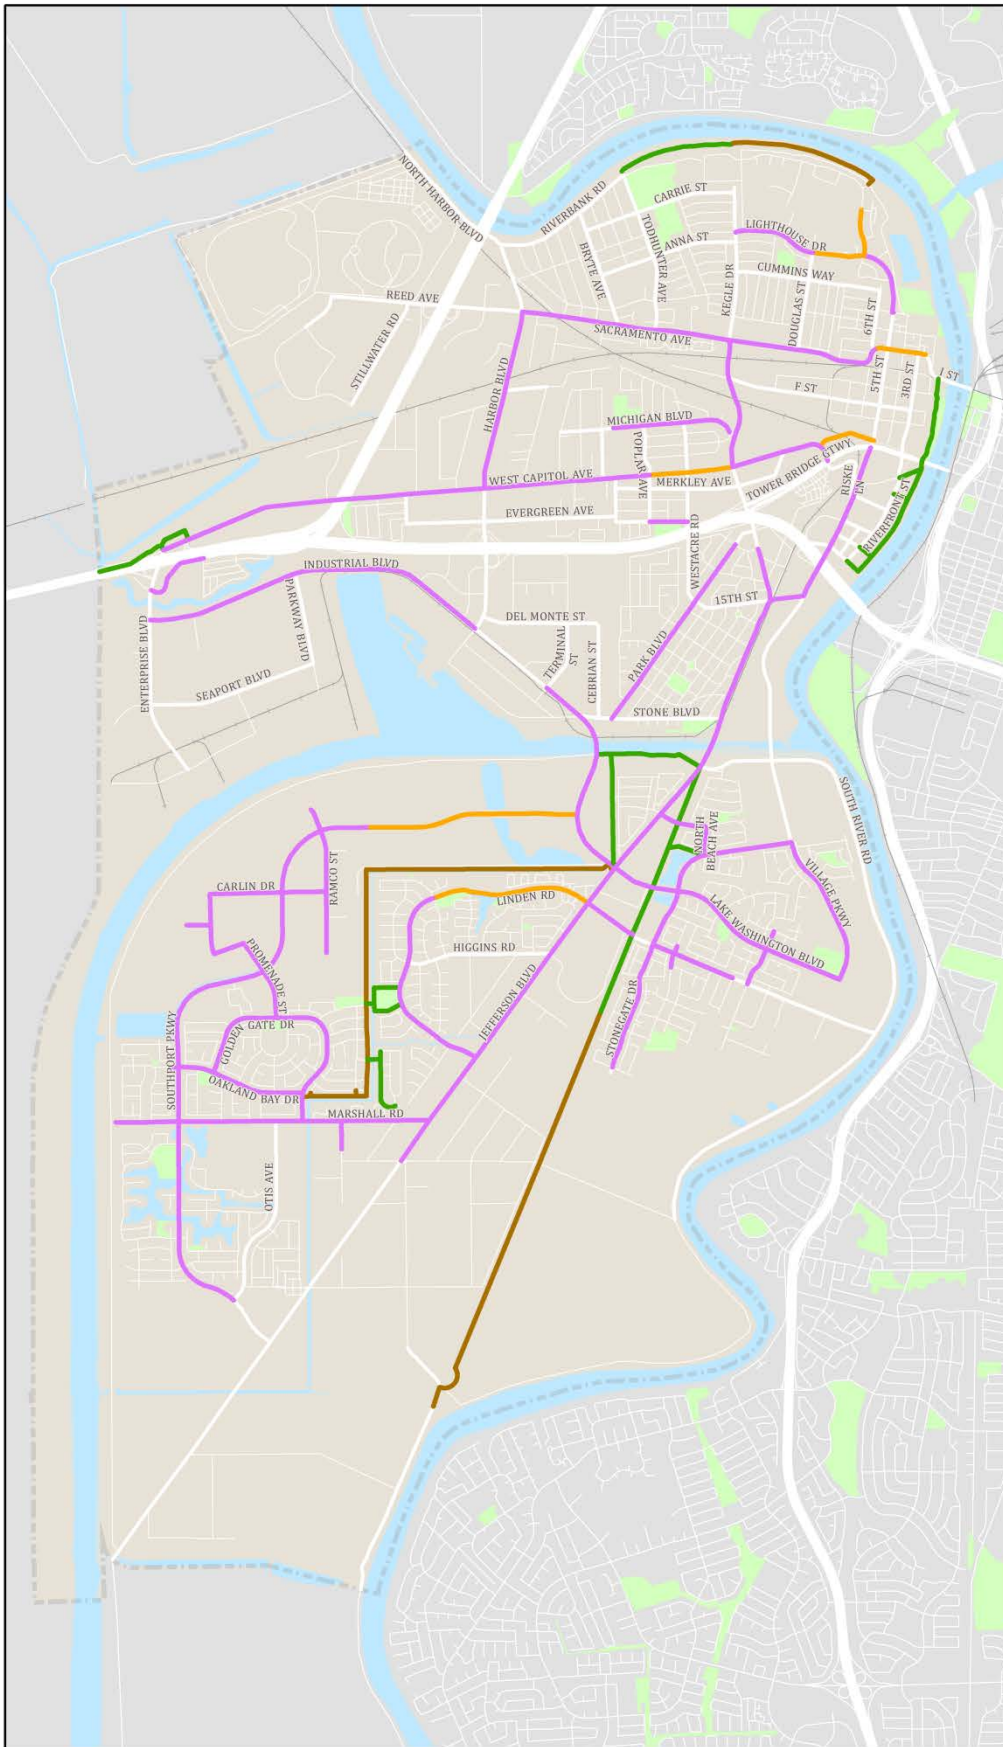 NORTH HARBOR BLVD
RIVERBANK RD
CARRIE ST
TODHUNTER AVE
ANNA ST
BRYTE AVE
LIGHTHOUSE DR
CUMMINS WAY
KEGLE DR
DOUGLAS ST
6TH ST
REED AVE
STILLWATER RD
SACRAMENTO AVE
5TH ST
3RD ST
I ST
F ST
HARBOR BLVD
MICHIGAN BLVD
POPLAR AVE
WEST CAPITOL AVE
MERKLEY AVE
TOWER BRIDGE GTWY.
RISKE
LN
RIVERFRONT ST
EVERGREEN AVE
WESTACRE RD
INDUSTRIAL BLVD
PARKWAY BLVD
15TH ST
DEL MONTE ST
TERMINAL
ST
CEBRIAN ST
PARK BLVD
ENTERPRISE BLVD
SEAPORT BLVD
STONE BLVD
SOUTH RIVER RD
NORTH
BEACH AVE
VILLAGE PKWY
RAMCO ST
CARLIN DR
LINDEN RD
LAKE WASHINGTON BLVD
HIGGINS RD
PROMENADE ST
JEFFERSON BLVD
STONEGATE DR
GOLDEN
GATE DR
SOUTHPORT PKWY
OAKLAND BAY DR
MARSHALL RD
OTIS AVE